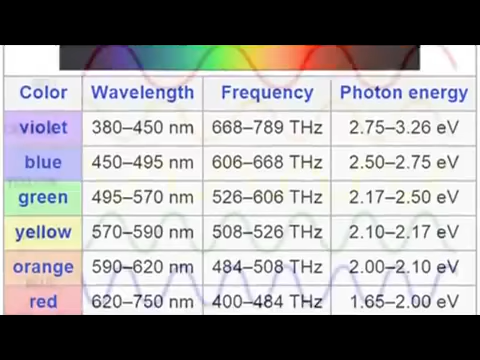 Color Wavelength Frequency Photon energy
violet 380–450 nm 668–789 THz 2.75–3.26 eV
blue 450–495 nm 606–668 THz 2.50–2.75 eV
green 495–570 nm 526–606 THz 2.17–2.50 eV
yellow 570–590 nm 508–526 THz 2.10–2.17 eV
orange 590–620 nm 484–508 THz 2.00–2.10 eV
red 620–750 nm 400–484 THz 1.65–2.00 eV